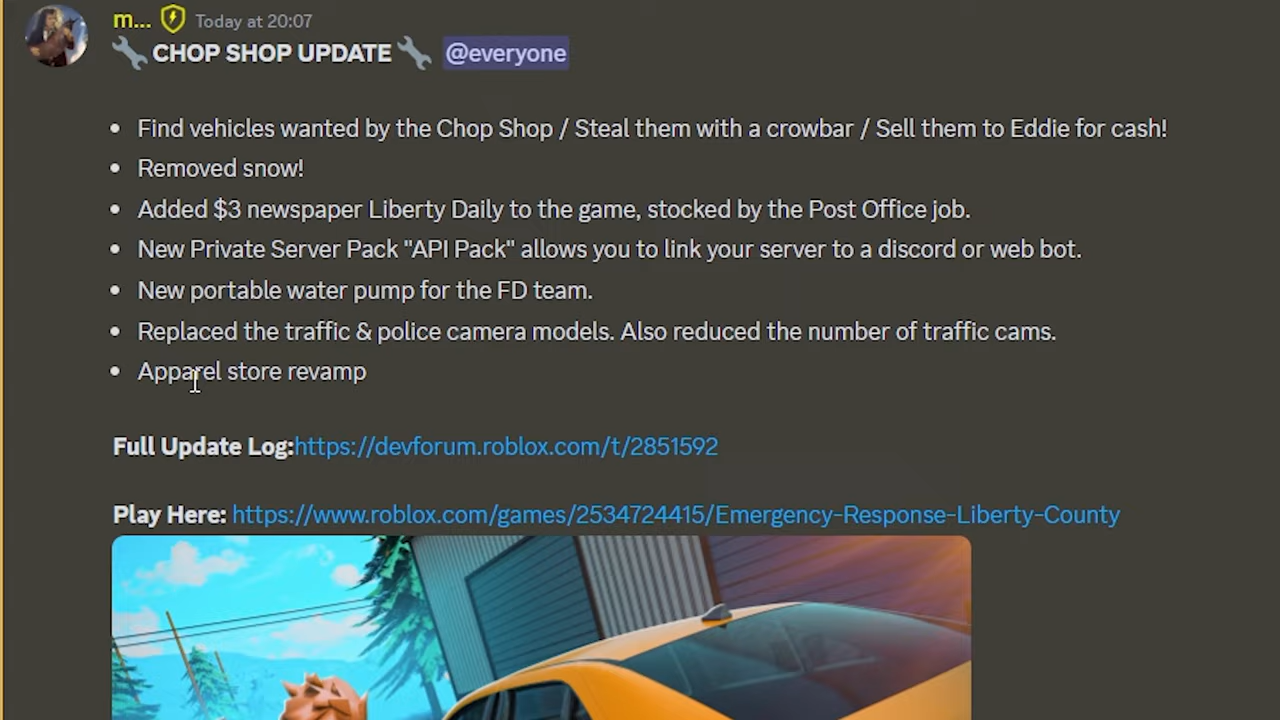 m... Today at 20:07
CHOP SHOP UPDATE @everyone
Find vehicles wanted by the Chop Shop / Steal them with a crowbar / Sell them to Eddie for cash!
Removed snow!
Added $3 newspaper Liberty Daily to the game, stocked by the Post Office job.
New Private Server Pack "API Pack" allows you to link your server to a discord or web bot.
New portable water pump for the FD team.
Replaced the traffic & police camera models. Also reduced the number of traffic cams.
Apparel store revamp
Full Update Log:https://devforum.roblox.com/t/2851592
Play Here: https://www.roblox.com/games/2534724415/Emergency-Response-Liberty-County